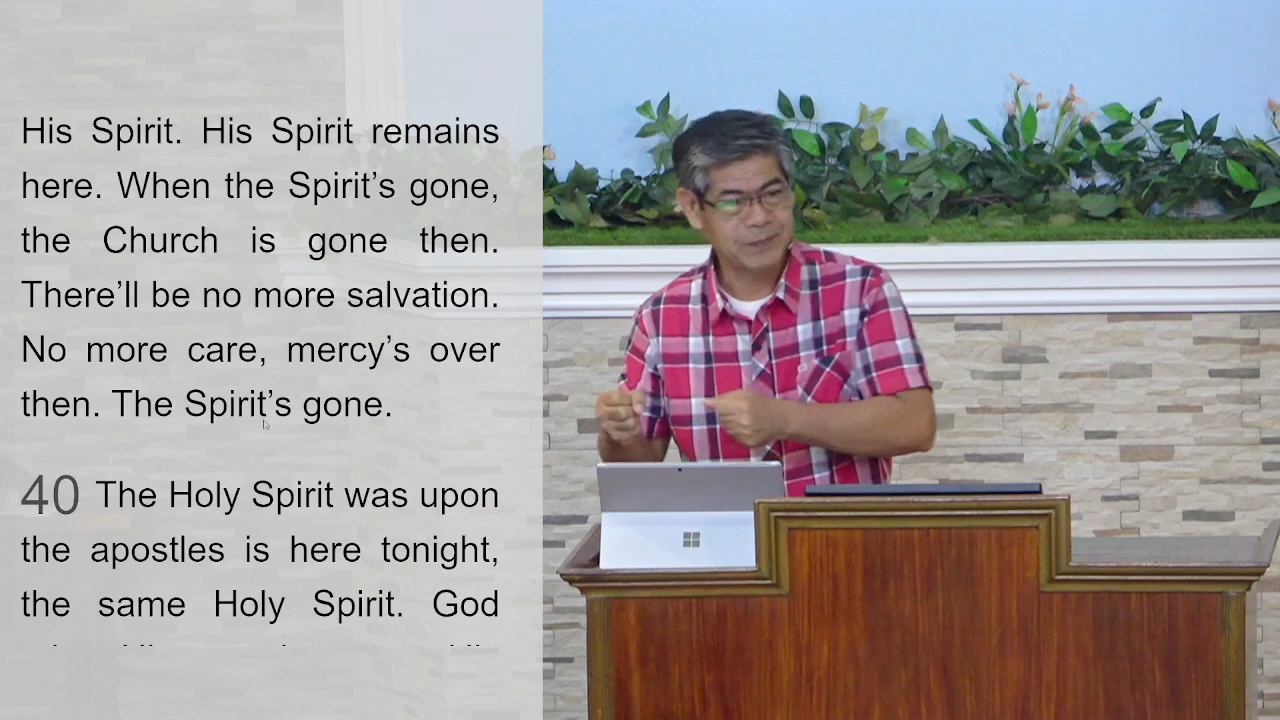 His Spirit. His Spirit remains
here. When the Spirit’s gone,
the Church is gone then.
There’ll be no more salvation.
No more care, mercy’s over
then. The Spirit’s gone.
40 The Holy Spirit was upon
the apostles is here tonight,
the same Holy Spirit. God